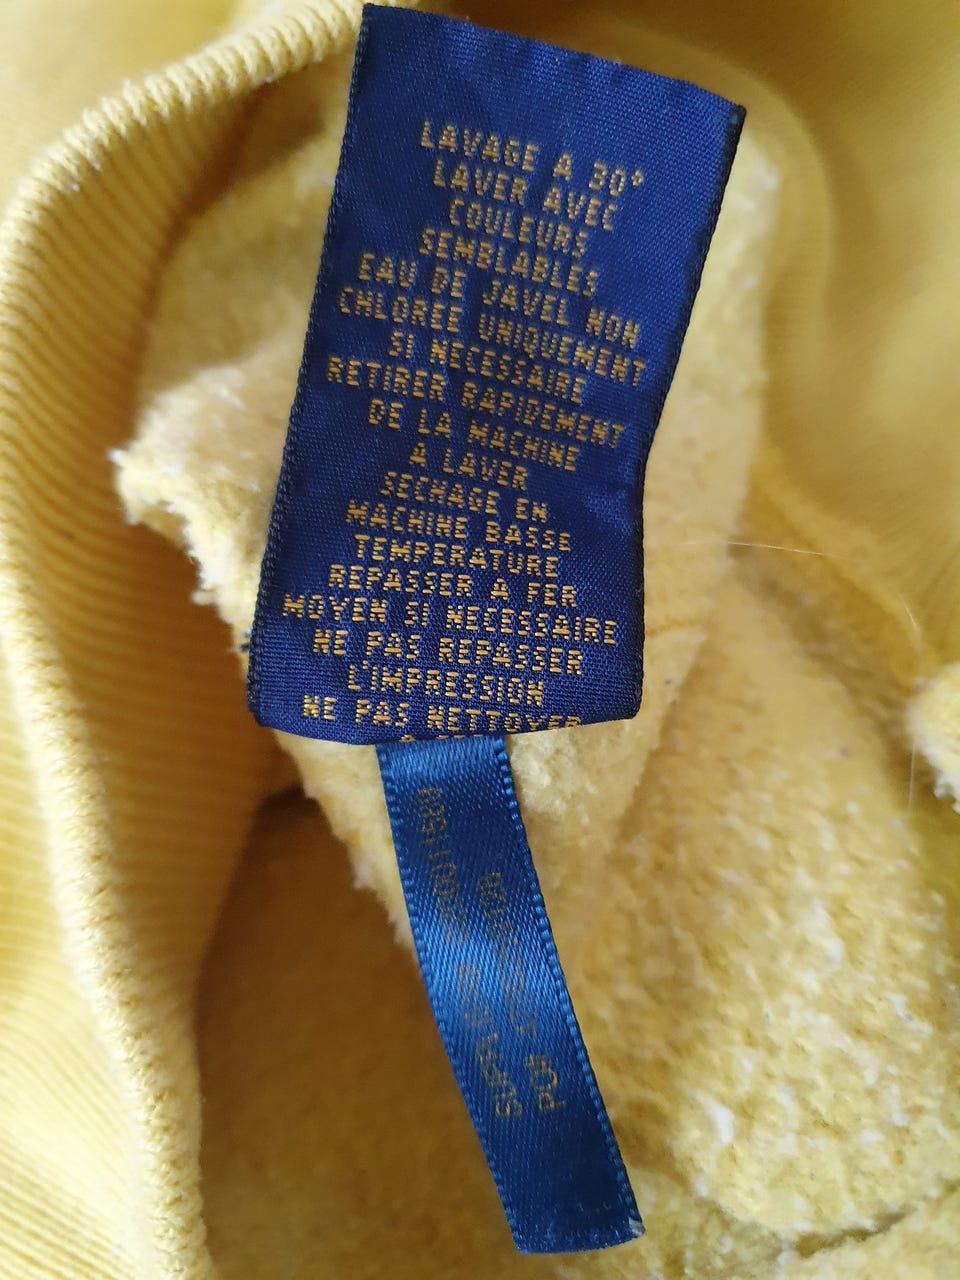 LAVAGE A 30°
LAVER AVEC
COULEURS
SEMBLABLES
EAU DE JAVEL NON
CHLOREE UNIQUEMENT
SI NECESSAIRE
RETIRER RAPIDEMENT
DE LA MACHINE
A LAVER
SECHAGE EN
MACHINE BASSE
TEMPERATURE
REPASSER A FER
MOYEN SI NECESSAIRE
NE PAS REPASSER
L'IMPRESSION
NE PAS NETTOYER
A